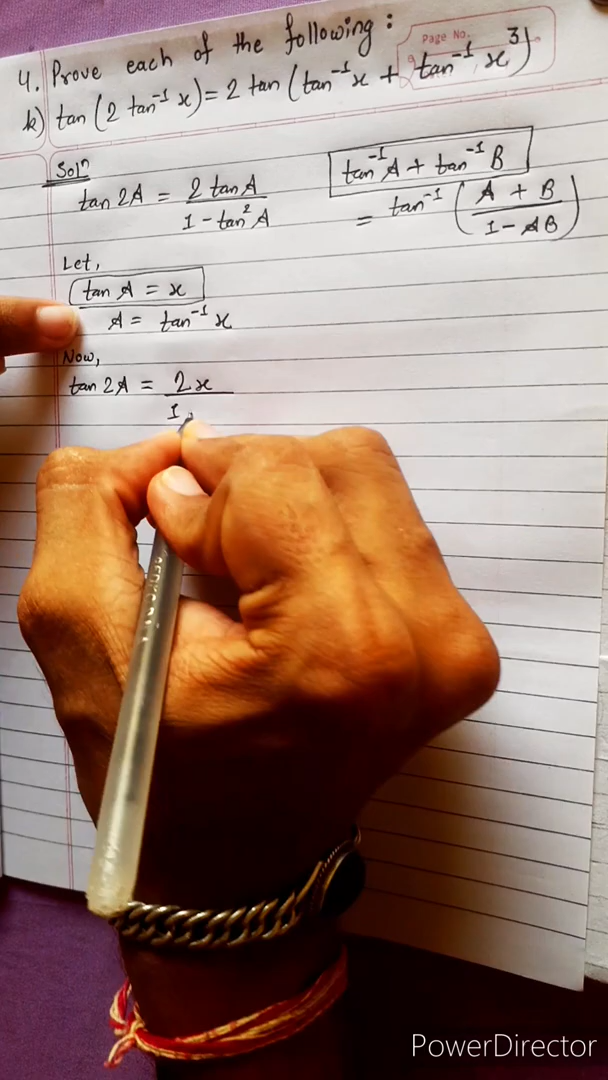 Page No.
4. Prove each of the following :
k) tan (2 tan⁻¹ x) = 2 tan (tan⁻¹ x + tan⁻¹ x³)
Solⁿ
tan 2A = 2 tan A / 1 - tan² A
tan⁻¹ A + tan⁻¹ B
= tan⁻¹ (A + B / 1 - AB)
Let,
tan A = x
A = tan⁻¹ x
Now,
tan 2A = 2x / 1
PowerDirector